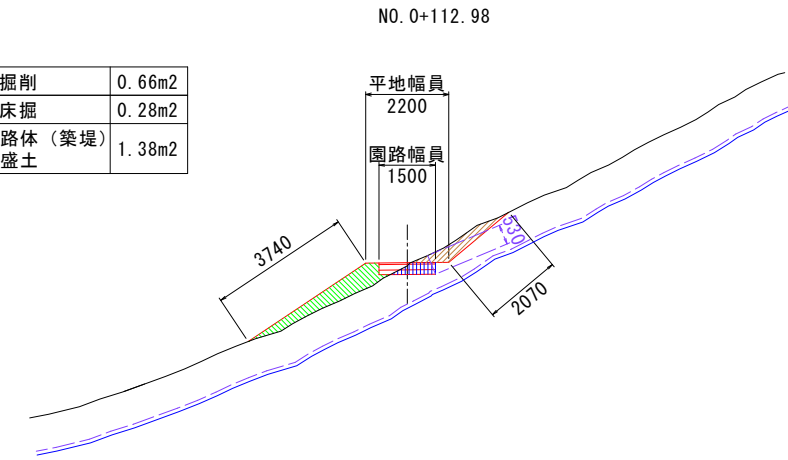 NO.0+112.98
掘削 0.66m2
床掘 0.28m2
路体（築堤）
盛土 1.38m2
平地幅員
2200
園路幅員
1500
3740
530
2070